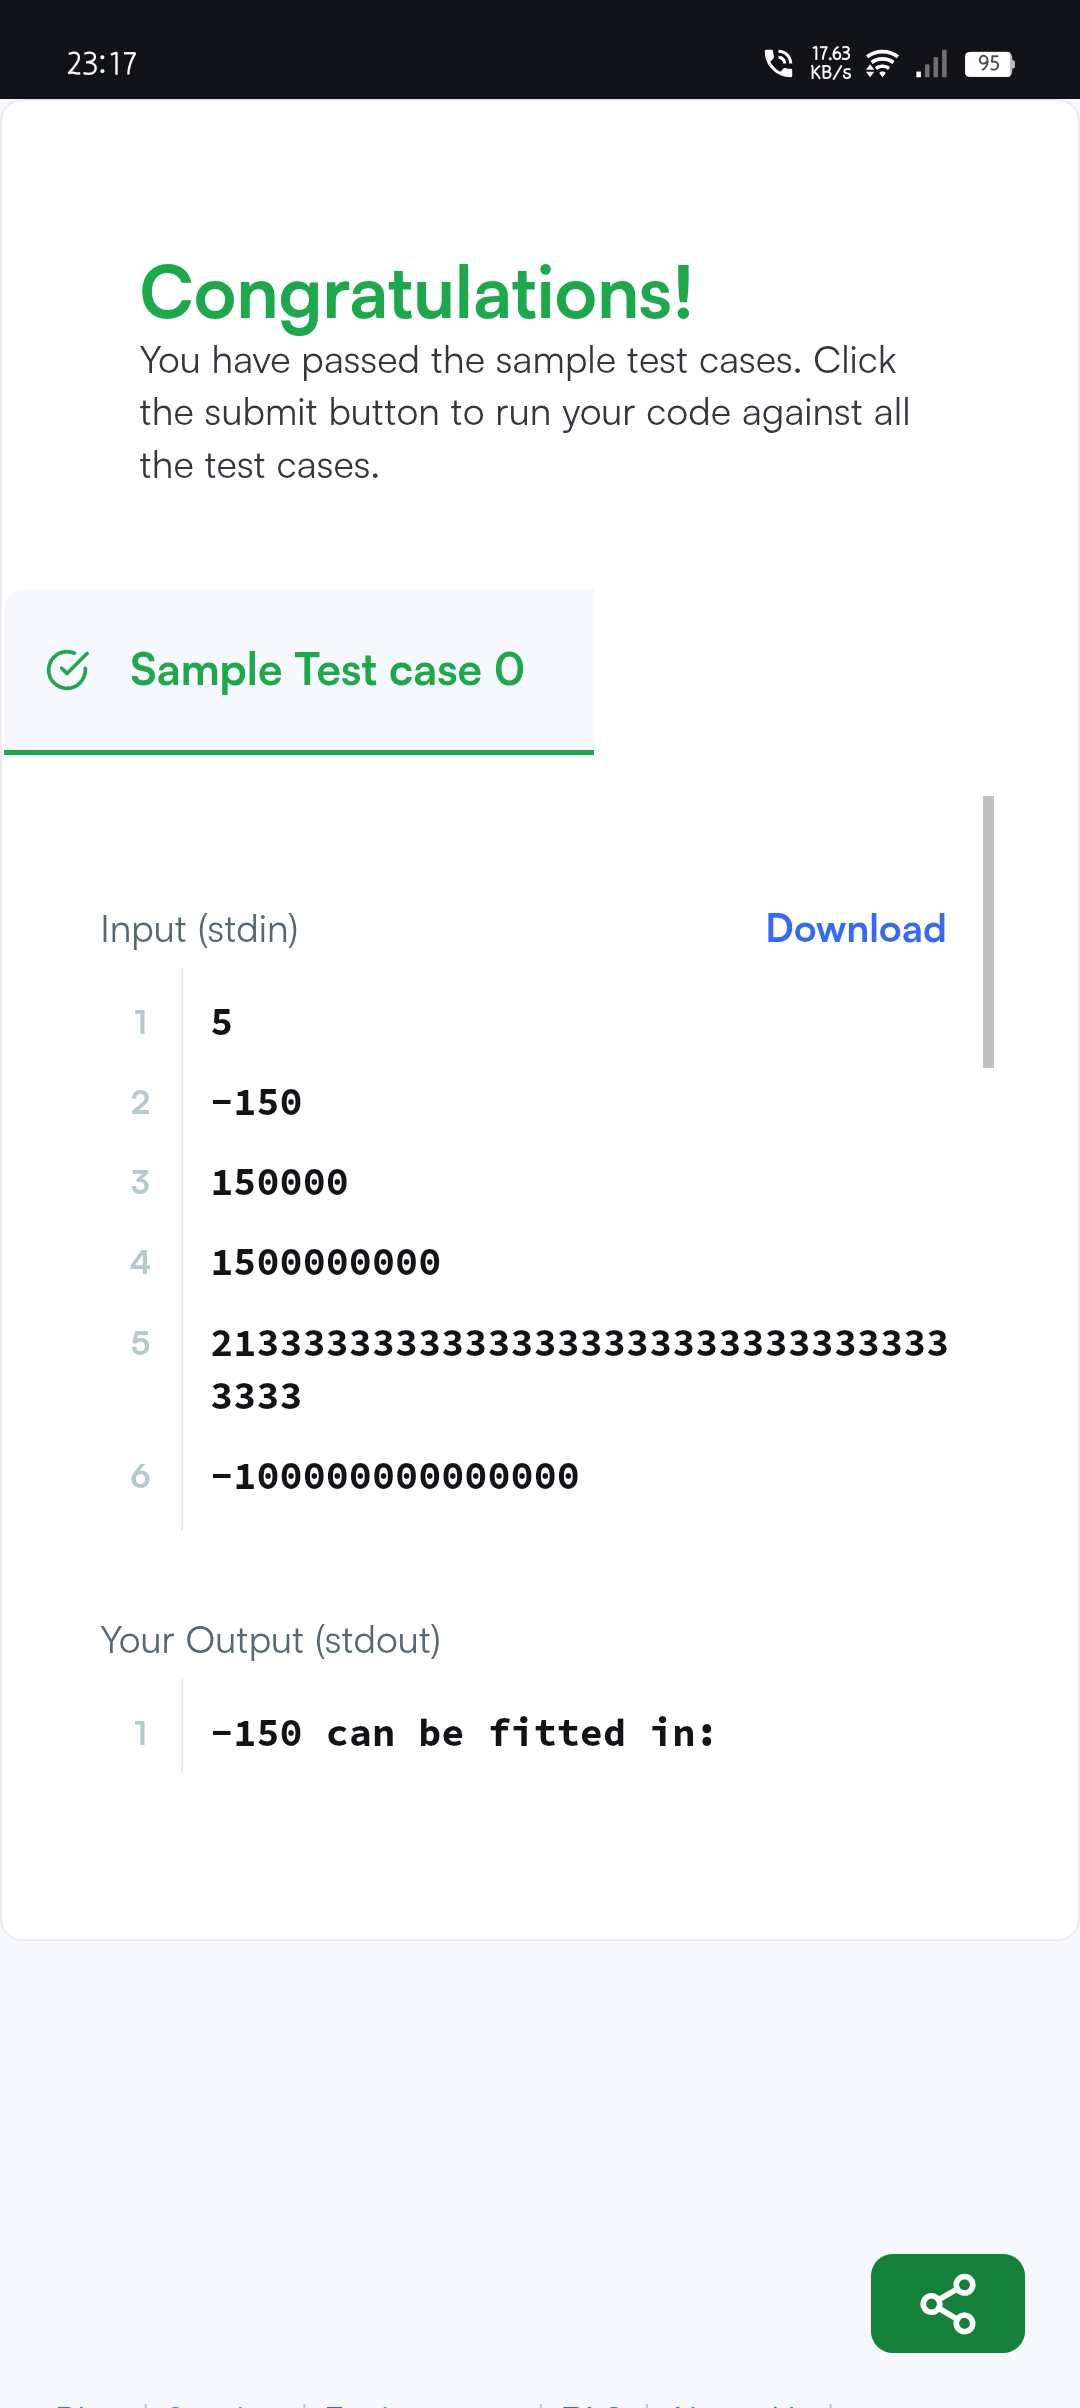 23:17
17.63
KB/s
95
Congratulations!
You have passed the sample test cases. Click
the submit button to run your code against all
the test cases.
Sample Test case 0
Input (stdin)
Download
1 5
2 -150
3 150000
4 1500000000
5 21333333333333333333333333333333
3333
6 -100000000000000
Your Output (stdout)
1 -150 can be fitted in: